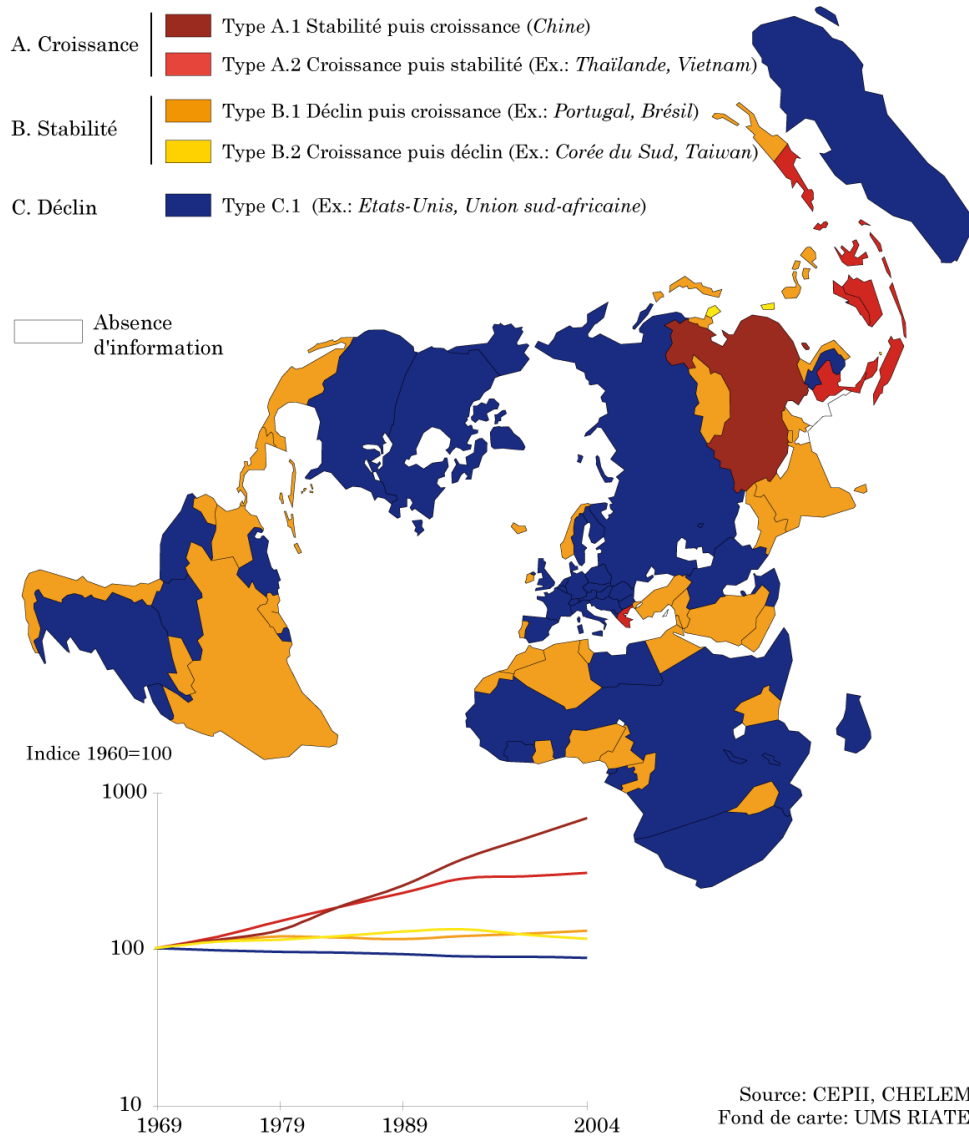 A. Croissance
Type A.1 Stabilité puis croissance (Chine)
Type A.2 Croissance puis stabilité (Ex.: Thaïlande, Vietnam)
B. Stabilité
Type B.1 Déclin puis croissance (Ex.: Portugal, Brésil)
Type B.2 Croissance puis déclin (Ex.: Corée du Sud, Taiwan)
C. Déclin
Type C.1 (Ex.: Etats-Unis, Union sud-africaine)
Absence
d'information
Indice 1960=100
1000
100
10
1969 1979 1989 2004
Source: CEPII, CHELEM
Fond de carte: UMS RIATE